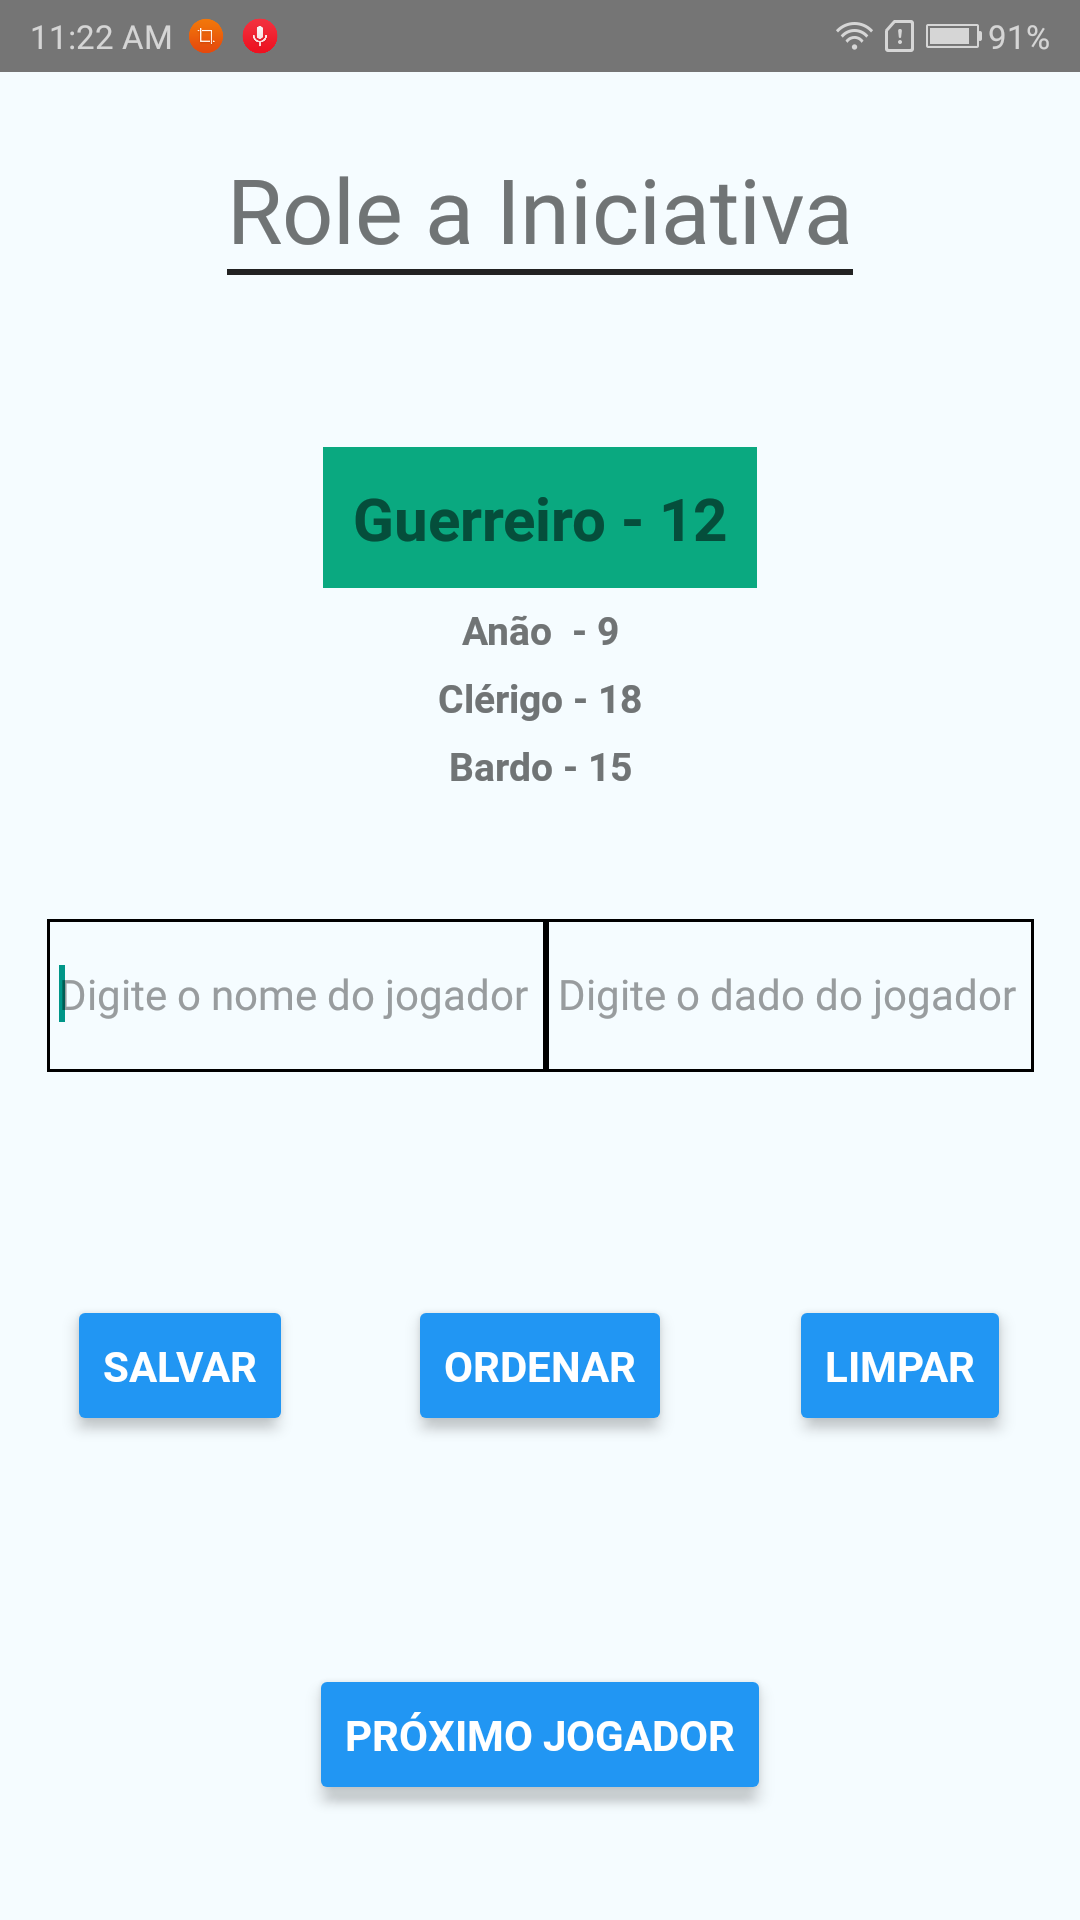 11:22 AM 91%
Role a Iniciativa
Guerreiro - 12
Anão  - 9
Clérigo - 18
Bardo - 15
Digite o nome do jogador Digite o dado do jogador
SALVAR ORDENAR LIMPAR
PRÓXIMO JOGADOR